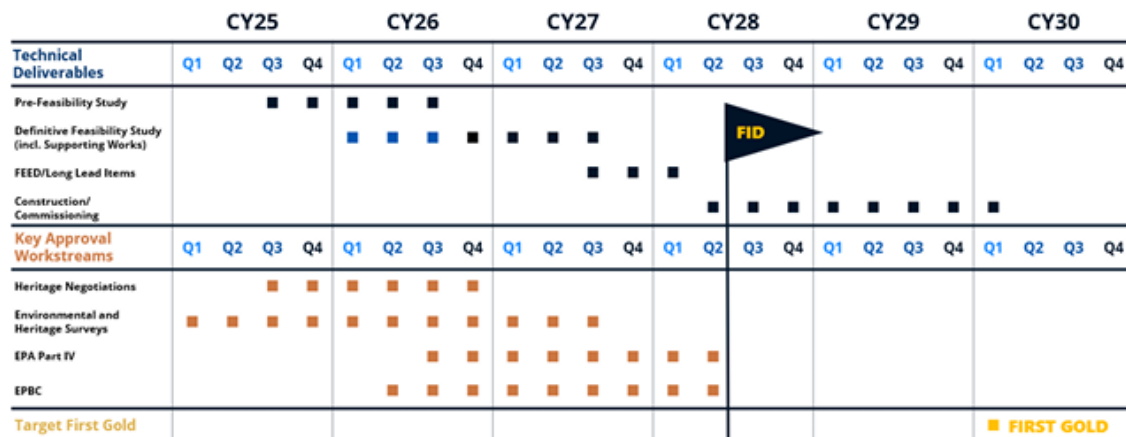 CY25 CY26 CY27 CY28 CY29 CY30
Technical
Deliverables
Q1 Q2 Q3 Q4 Q1 Q2 Q3 Q4 Q1 Q2 Q3 Q4 Q1 Q2 Q3 Q4 Q1 Q2 Q3 Q4 Q1 Q2 Q3 Q4
Pre-Feasibility Study
Definitive Feasibility Study
(incl. Supporting Works)
FID
FEED/Long Lead Items
Construction/
Commissioning
Key Approval
Workstreams
Q1 Q2 Q3 Q4 Q1 Q2 Q3 Q4 Q1 Q2 Q3 Q4 Q1 Q2 Q3 Q4 Q1 Q2 Q3 Q4 Q1 Q2 Q3 Q4
Heritage Negotiations
Environmental and
Heritage Surveys
EPA Part IV
EPBC
Target First Gold
FIRST GOLD